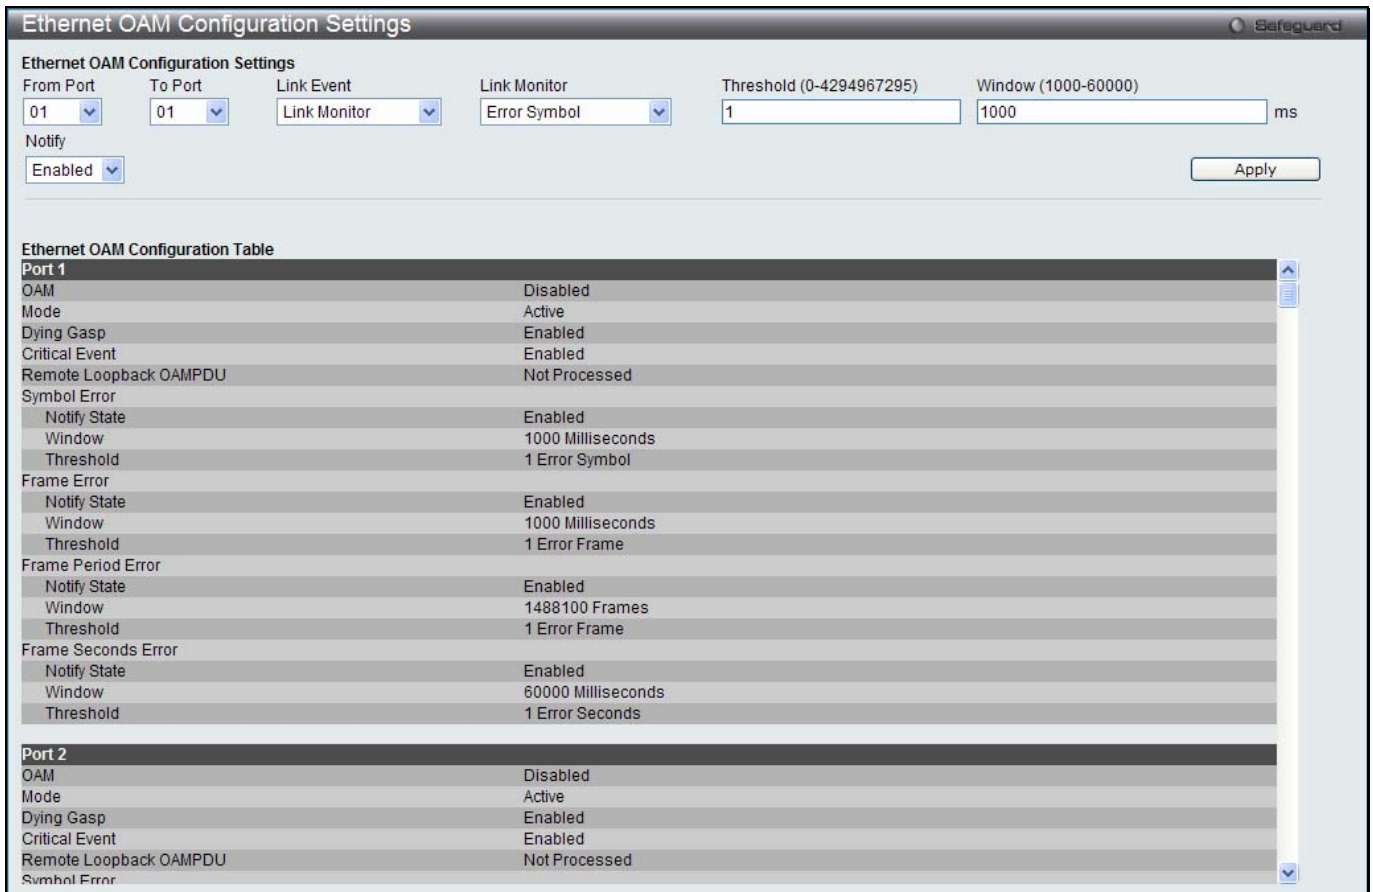 Ethernet OAM Configuration Settings
Safeguard
Ethernet OAM Configuration Settings
From Port To Port Link Event Link Monitor Threshold (0-4294967295) Window (1000-60000)
01 01 Link Monitor Error Symbol 1 1000 ms
Notify
Enabled Apply
Ethernet OAM Configuration Table
Port 1
OAM Disabled
Mode Active
Dying Gasp Enabled
Critical Event Enabled
Remote Loopback OAMPDU Not Processed
Symbol Error
Notify State Enabled
Window 1000 Milliseconds
Threshold 1 Error Symbol
Frame Error
Notify State Enabled
Window 1000 Milliseconds
Threshold 1 Error Frame
Frame Period Error
Notify State Enabled
Window 1488100 Frames
Threshold 1 Error Frame
Frame Seconds Error
Notify State Enabled
Window 60000 Milliseconds
Threshold 1 Error Seconds
Port 2
OAM Disabled
Mode Active
Dying Gasp Enabled
Critical Event Enabled
Remote Loopback OAMPDU Not Processed
Symbol Error